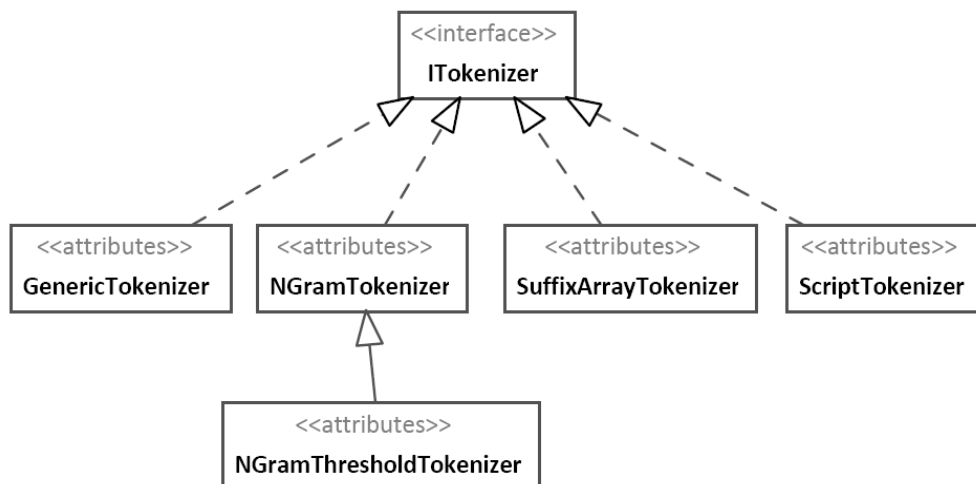 <<interface>>
ITokenizer
<<attributes>>
GenericTokenizer
<<attributes>>
NGramTokenizer
<<attributes>>
SuffixArrayTokenizer
<<attributes>>
ScriptTokenizer
<<attributes>>
NGramThresholdTokenizer